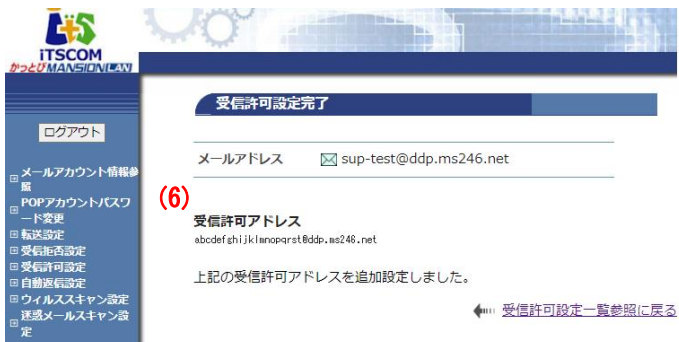 iTSCOM
かっとびMANSION LAN
ログアウト
メールアカウント情報参
照
POPアカウントパスワ
ード変更
転送設定
受信拒否設定
受信許可設定
自動返信設定
ウィルススキャン設定
迷惑メールスキャン設
定
受信許可設定完了
メールアドレス sup-test@ddp.ms246.net
(6)
受信許可アドレス
abcdefghijklmnopqrst@ddp.ms246.net
上記の受信許可アドレスを追加設定しました。
受信許可設定一覧参照に戻る